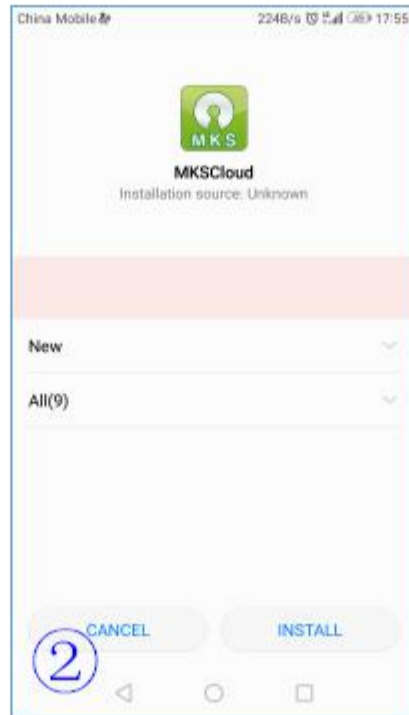 China Mobile 224B/s 17:55
MKS
MKSCloud
Installation source: Unknown
New
All(9)
CANCEL INSTALL
②